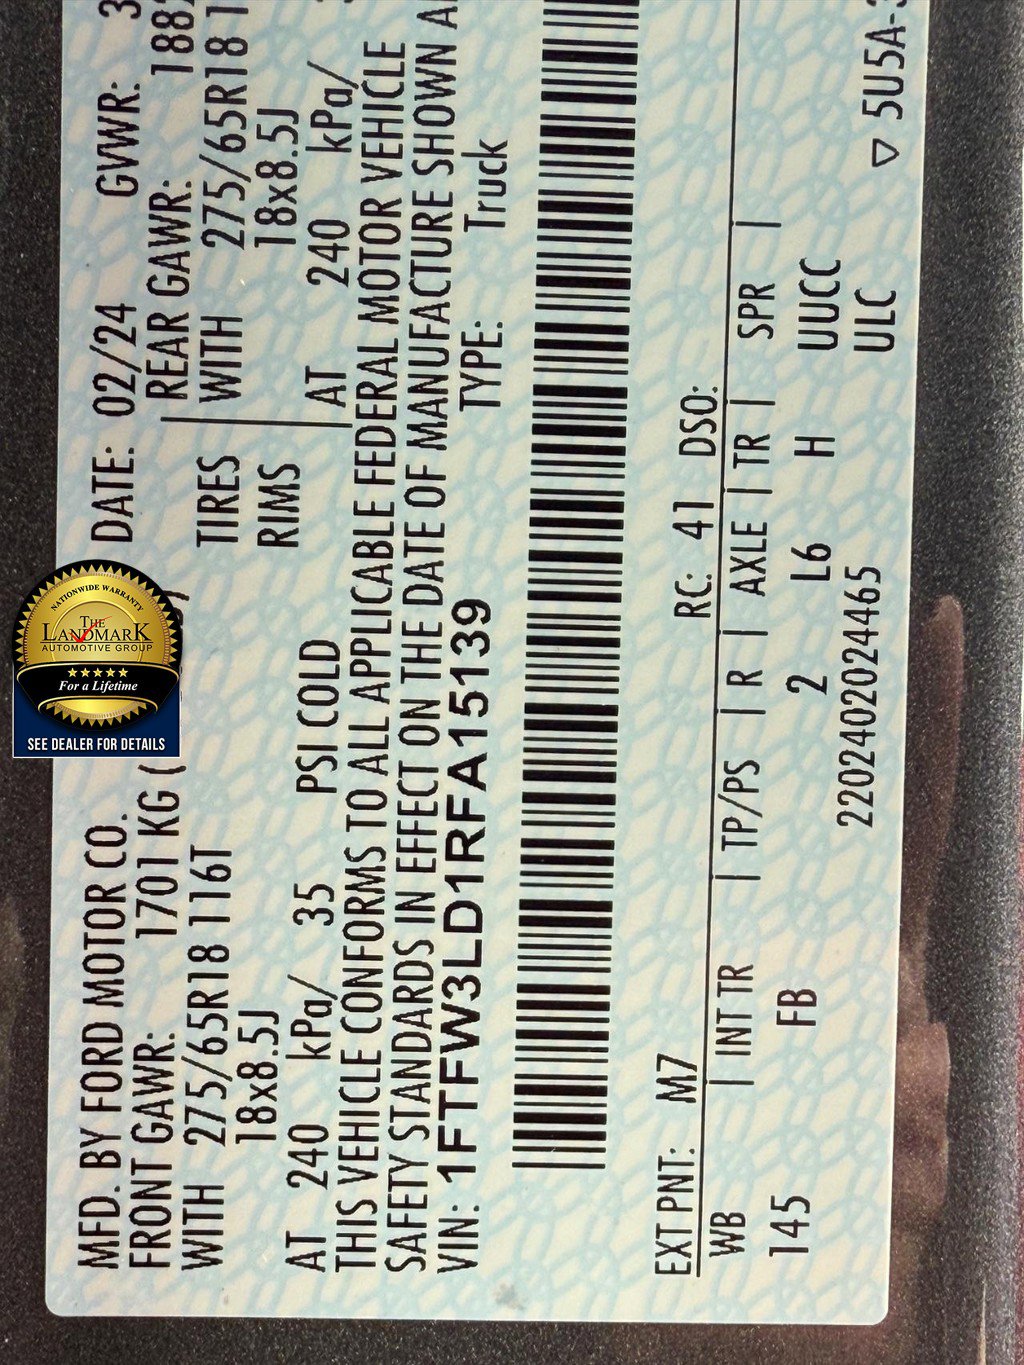 MFD. BY FORD MOTOR CO.
DATE: 02/24 GVWR: 3
FRONT GAWR: 1701 KG (
REAR GAWR: 188
WITH 275/65R18 116T TIRES WITH 275/65R18 1
18x8.5J RIMS 18x8.5J
AT 240 kPa/ 35 PSI COLD AT 240 kPa/
THIS VEHICLE CONFORMS TO ALL APPLICABLE FEDERAL MOTOR VEHICLE
SAFETY STANDARDS IN EFFECT ON THE DATE OF MANUFACTURE SHOWN A
VIN: 1FTFW3LD1RFA15139 TYPE: Truck
EXT PNT: M7 RC: 41 DSO:
WB | INT TR | TP/PS | R | AXLE | TR | SPR |
145 FB 2 L6 H UUCC
ULC
220240202024465
▽ 5U5A-
NATIONWIDE WARRANTY
THE
LANDMARK
AUTOMOTIVE GROUP
For a Lifetime
SEE DEALER FOR DETAILS